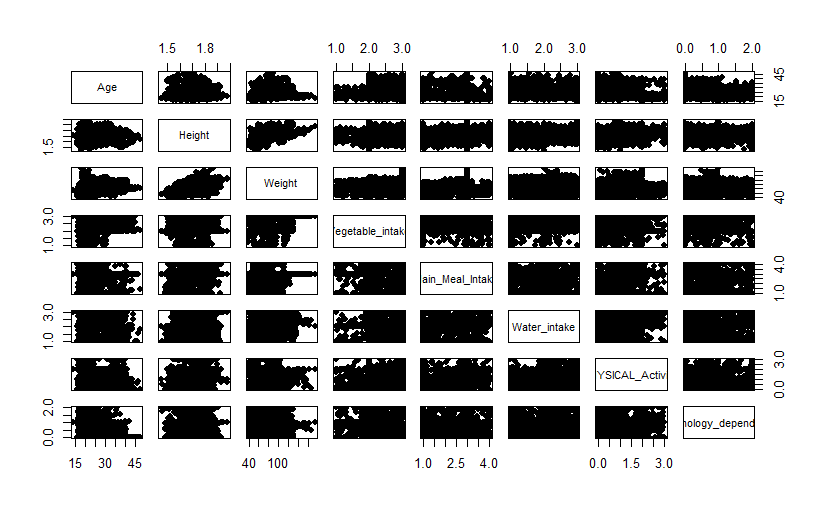 1.5 1.8 1.0 2.0 3.0 1.0 2.0 3.0 0.0 1.0 2.0
Age
15 45
1.5
Height
Weight
40
1.0 3.0
egetable_intak
ain_Meal_Intak
1.0 4.0
1.0 3.0
Water_intake
YSICAL_Activi
0.0 3.0
0.0 2.0
nology_depend
15 30 45 40 100 1.0 2.5 4.0 0.0 1.5 3.0